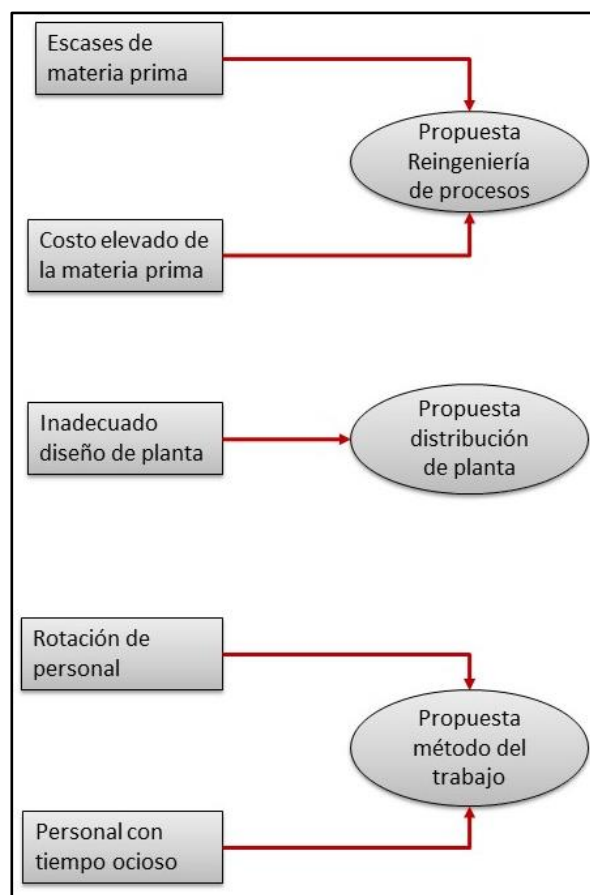 Escases de
materia prima
Propuesta
Reingeniería
de procesos
Costo elevado de
la materia prima
Inadecuado
diseño de planta
Propuesta
distribución
de planta
Rotación de
personal
Propuesta
método del
trabajo
Personal con
tiempo ocioso